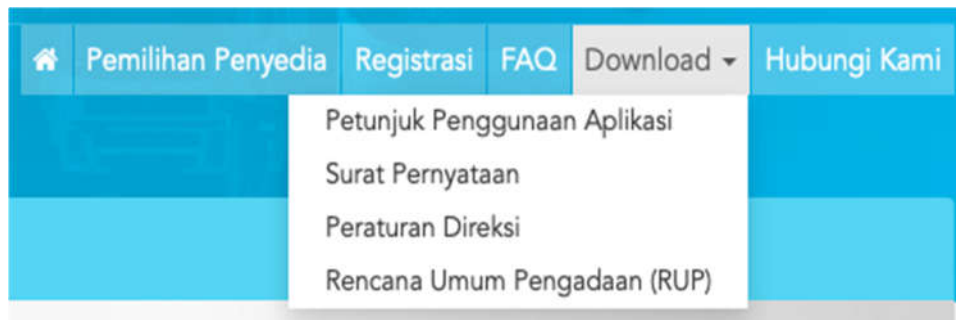 Pemilihan Penyedia Registrasi FAQ Download Hubungi Kami
Petunjuk Penggunaan Aplikasi
Surat Pernyataan
Peraturan Direksi
Rencana Umum Pengadaan (RUP)